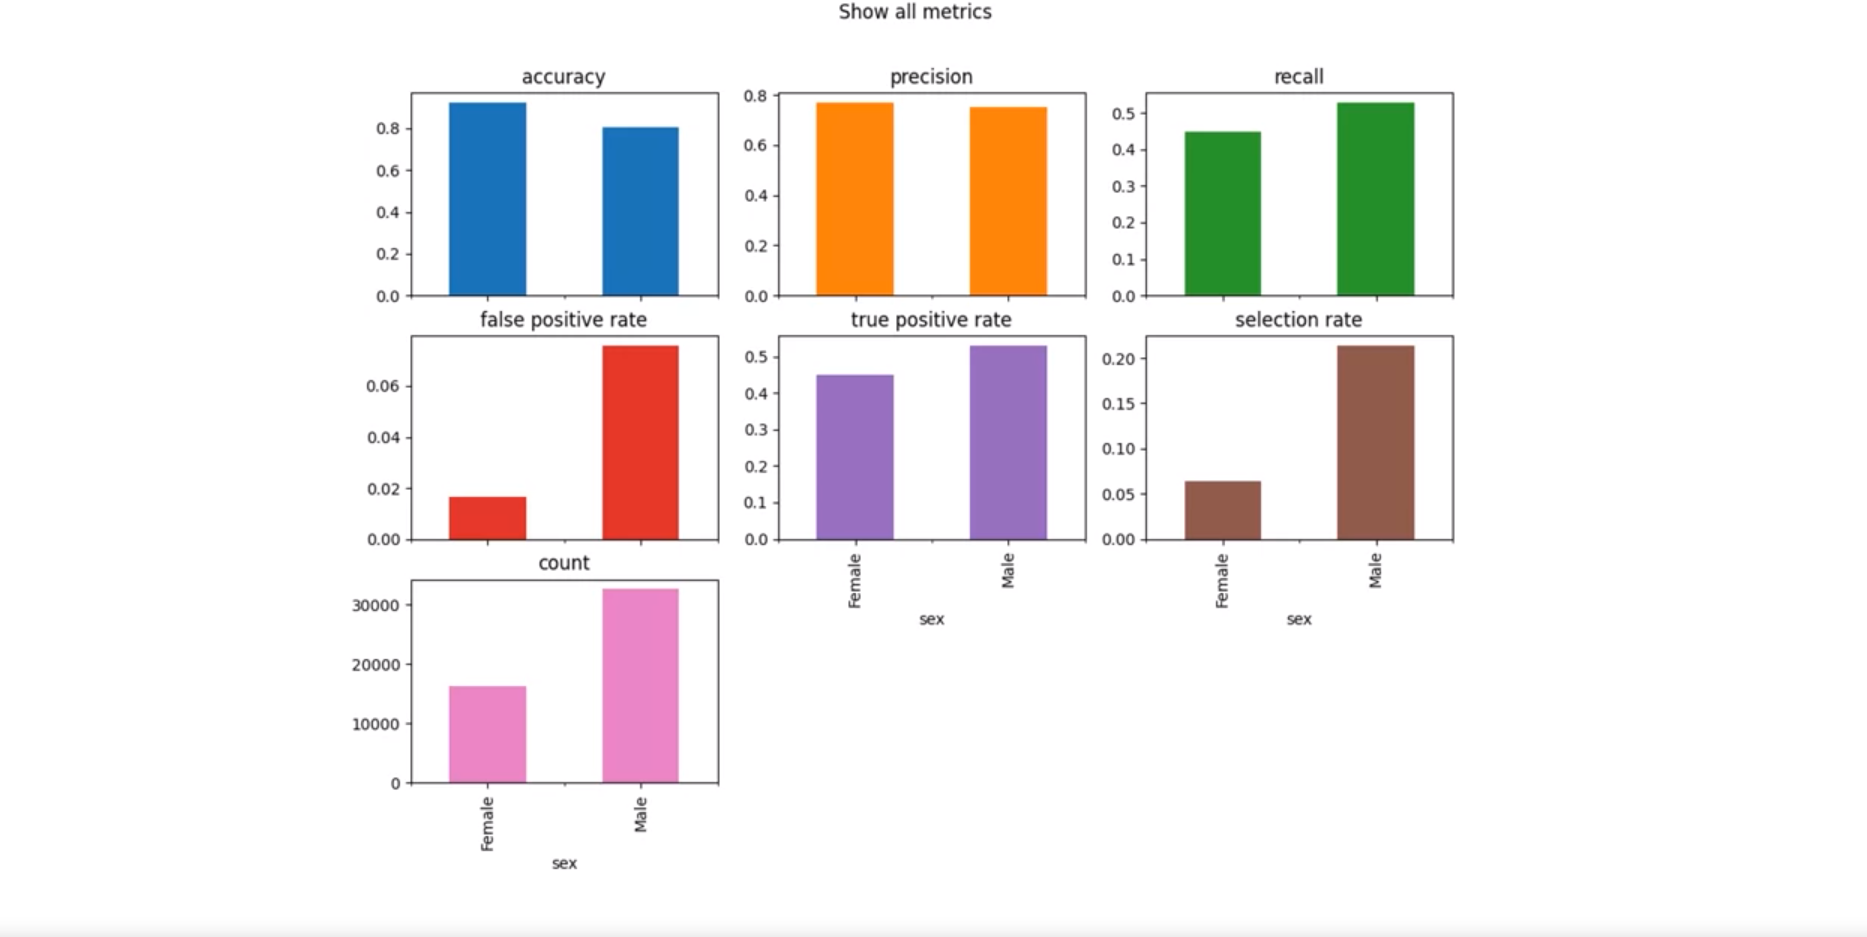 Show all metrics
accuracy
0.8
0.6
0.4
0.2
0.0
precision
0.8
0.6
0.4
0.2
0.0
recall
0.5
0.4
0.3
0.2
0.1
0.0
false positive rate
0.06
0.04
0.02
0.00
true positive rate
0.5
0.4
0.3
0.2
0.1
0.0
Female
Male
sex
selection rate
0.20
0.15
0.10
0.05
0.00
Female
Male
sex
count
30000
20000
10000
0
Female
Male
sex